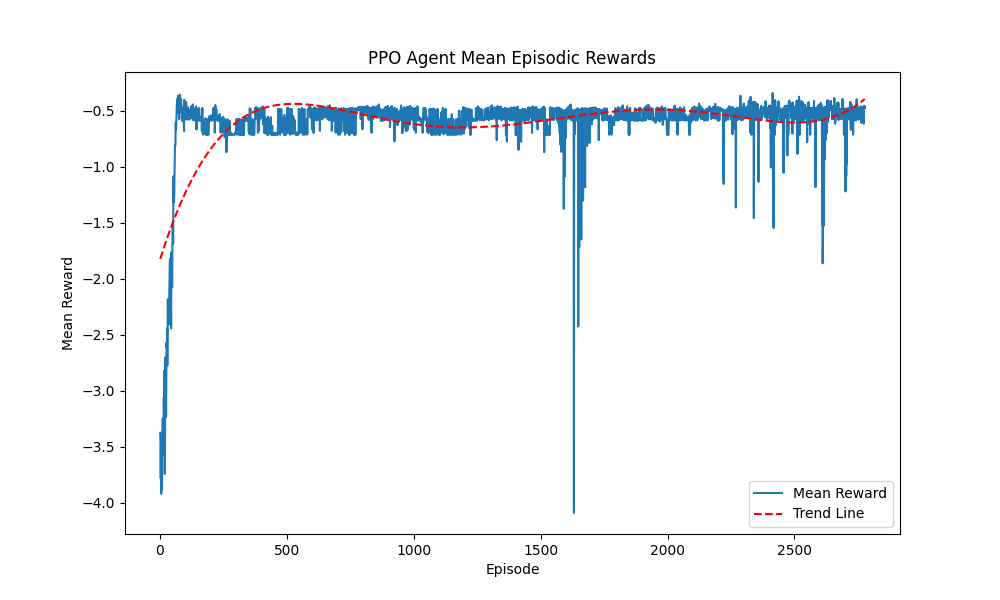 PPO Agent Mean Episodic Rewards
−0.5
−1.0
−1.5
−2.0
−2.5
−3.0
−3.5
−4.0
Mean Reward
0 500 1000 1500 2000 2500
Episode
Mean Reward
Trend Line